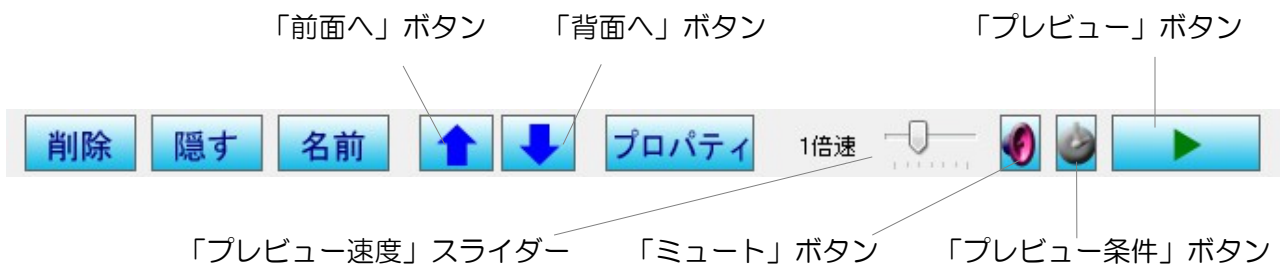 「前面へ」ボタン 「背面へ」ボタン 「プレビュー」ボタン
削除 隠す 名前 プロパティ 1倍速
「プレビュー速度」スライダー 「ミュート」ボタン 「プレビュー条件」ボタン